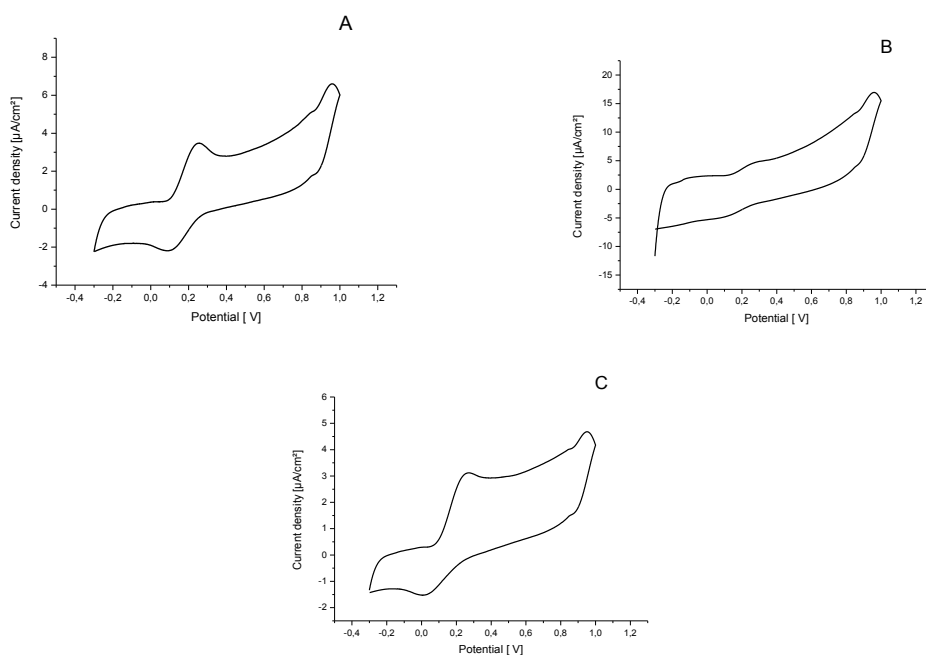 A
8
6
4
2
0
-2
-4
-0,4 -0,2 0,0 0,2 0,4 0,6 0,8 1,0 1,2
Potential [ V]
Current density [µA/cm²]
B
20
15
10
5
0
-5
-10
-15
-0,4 -0,2 0,0 0,2 0,4 0,6 0,8 1,0 1,2
Potential [ V]
Current density [µA/cm²]
C
6
5
4
3
2
1
0
-1
-2
-0,4 -0,2 0,0 0,2 0,4 0,6 0,8 1,0 1,2
Potential [ V]
Current density [µA/cm²]